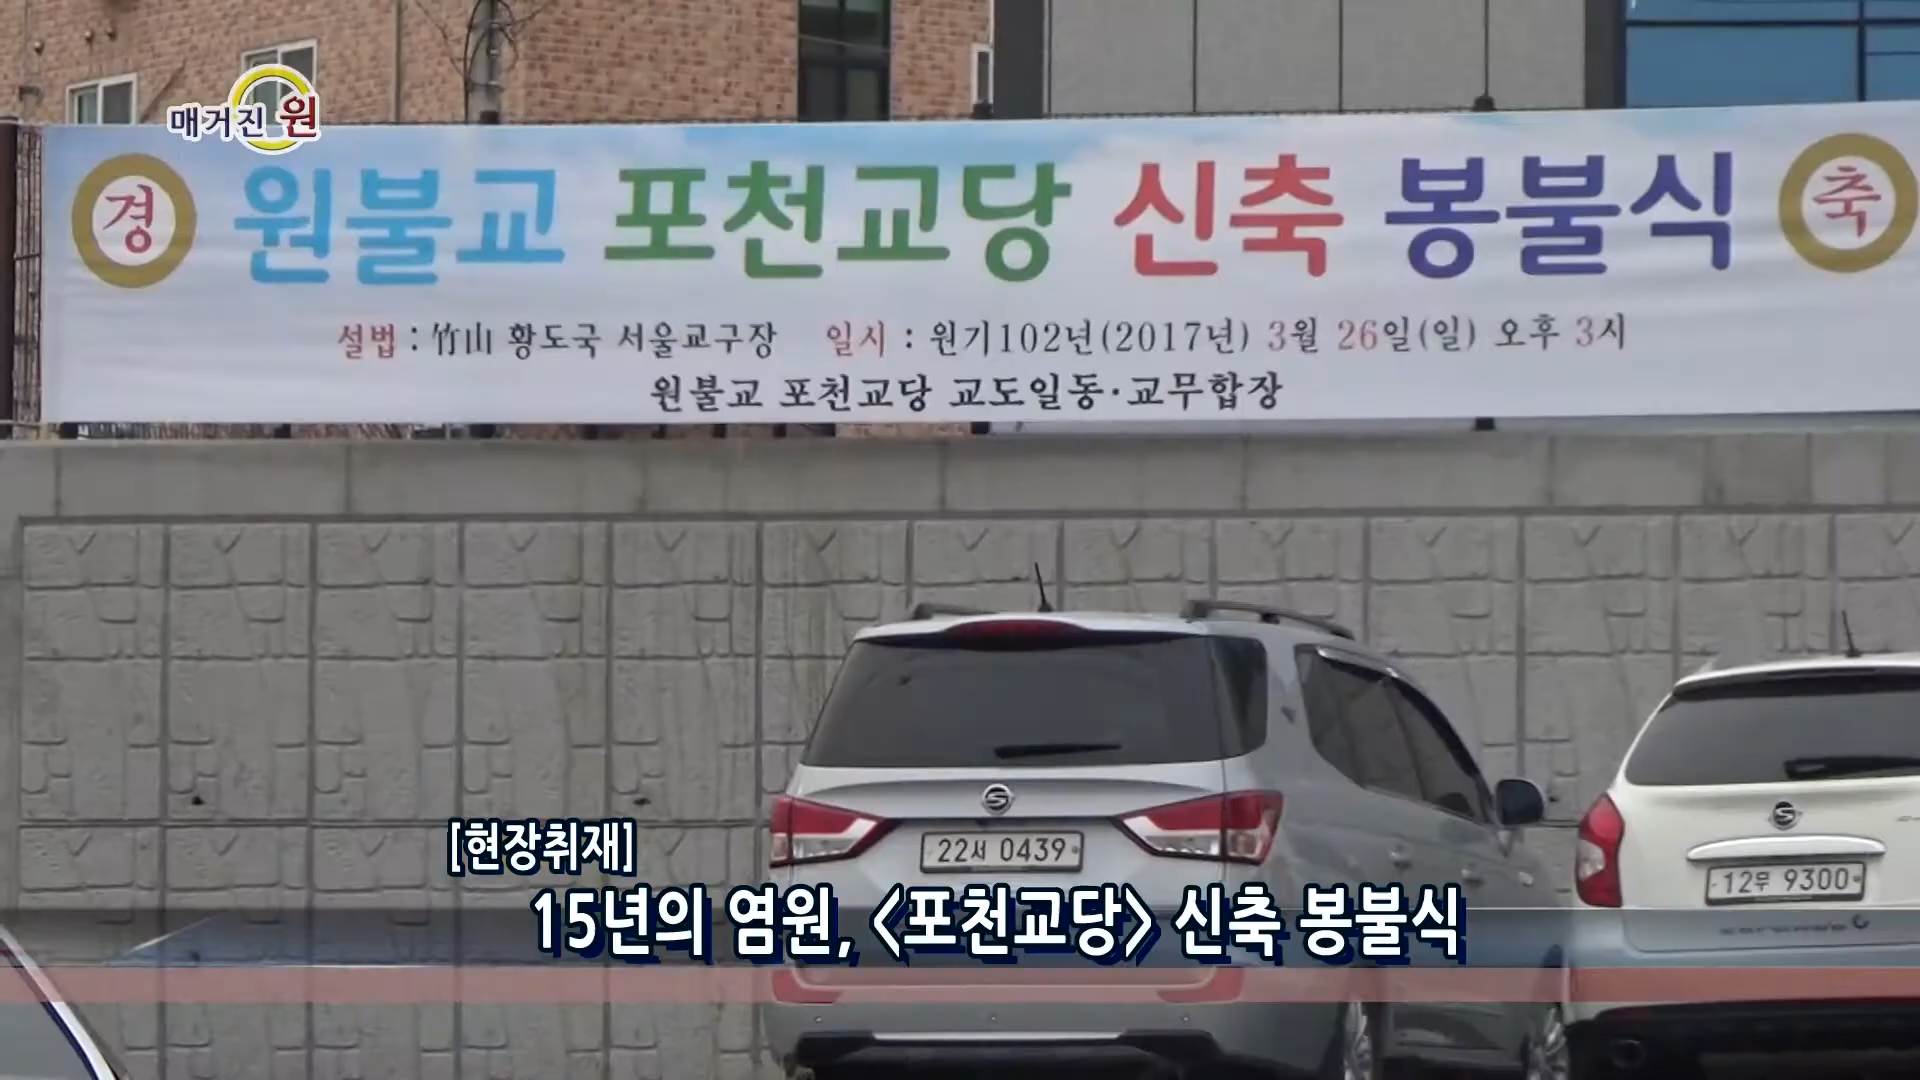 매거진 원
경 원불교 포천교당 신축 봉불식 축
설법 : 竹山 황도국 서울교구장 일시 : 원기102년(2017년) 3월 26일(일) 오후 3시
원불교 포천교당 교도일동·교무합장
22서 0439
12무 9300
[현장취재]
15년의 염원, <포천교당> 신축 봉불식